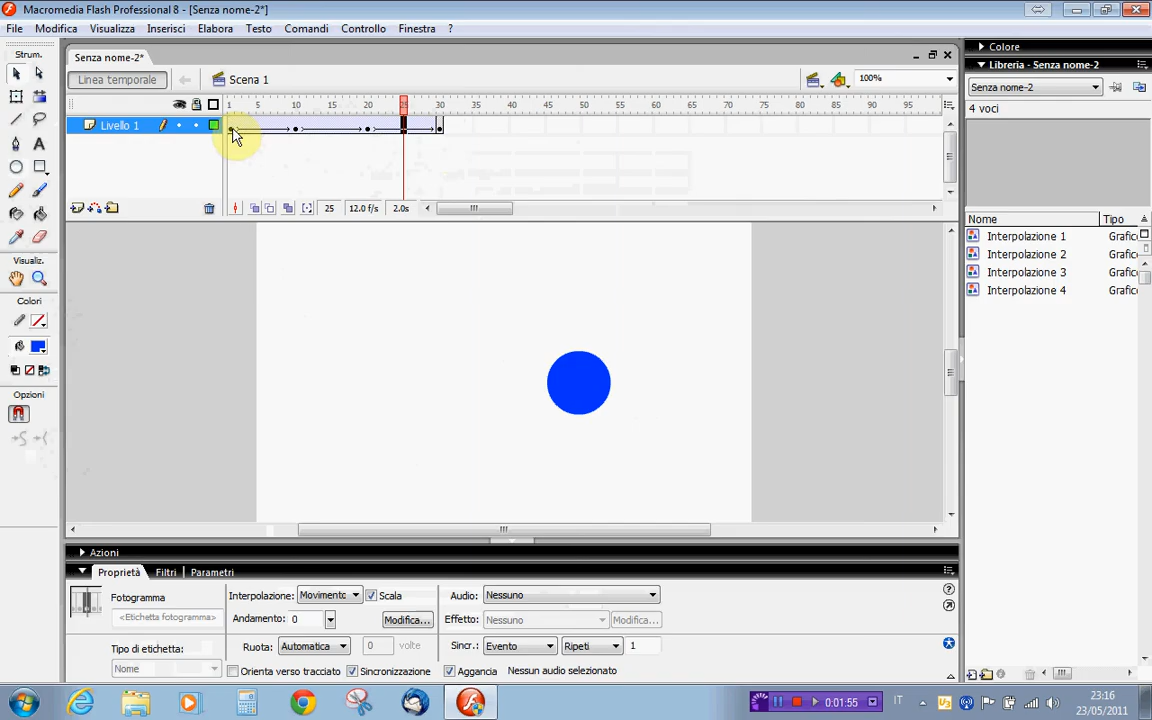 Macromedia Flash Professional 8 - [Senza nome-2*]
File Modifica Visualizza Inserisci Elabora Testo Comandi Controllo Finestra ?
Strum.
Senza nome-2*
Linea temporale Scena 1 100%
1 5 10 15 20 25 30 35 40 45 50 55 60 65 70 75 80 85 90 95
Livello 1
25 12.0 f/s 2.0s
Visualiz.
Colori
Opzioni
Colore
Libreria - Senza nome-2
Senza nome-2
4 voci
Nome Tipo
Interpolazione 1 Grafic
Interpolazione 2 Grafic
Interpolazione 3 Grafic
Interpolazione 4 Grafic
Azioni
Proprietà Filtri Parametri
Fotogramma
<Etichetta fotogramma>
Tipo di etichetta:
Nome
Interpolazione: Movimento Scala
Andamento: 0 Modifica...
Ruota: Automatica 0 volte
Orienta verso tracciato Sincronizzazione Aggancia
Audio: Nessuno
Effetto: Nessuno Modifica...
Sincr.: Evento Ripeti 1
Nessun audio selezionato
0:01:55
IT
23:16
23/05/2011